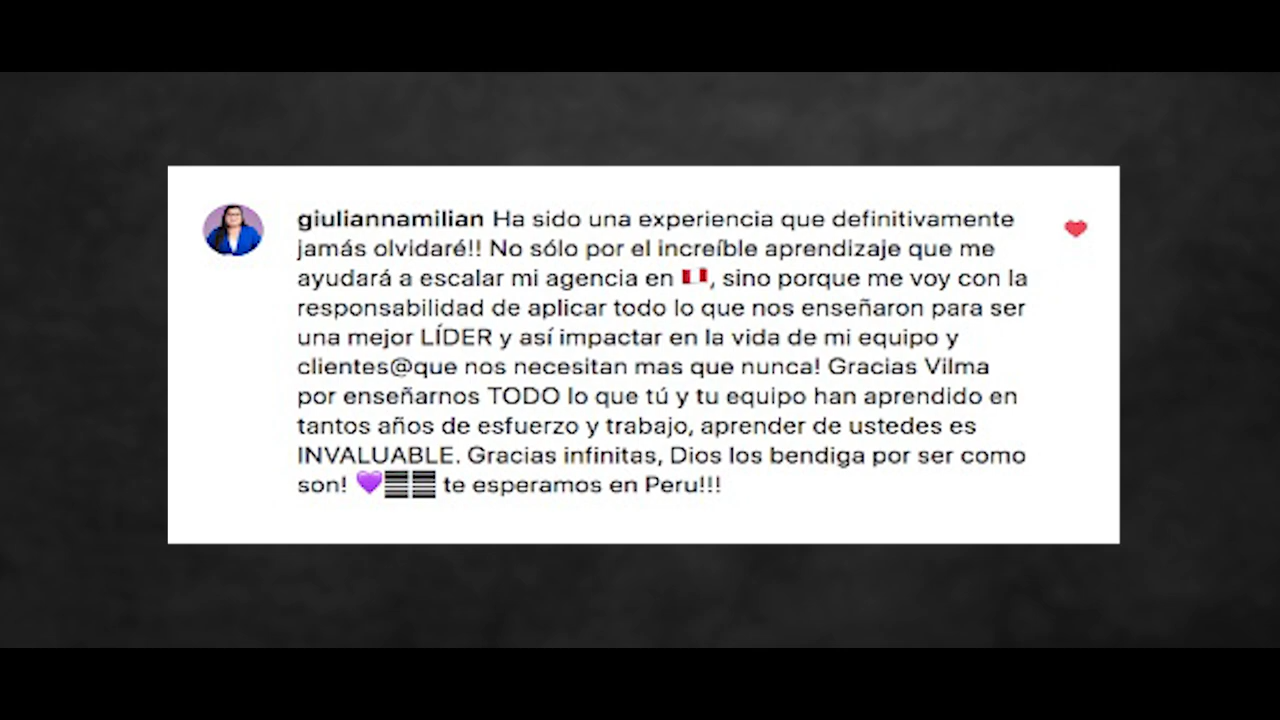 giuliannamilian Ha sido una experiencia que definitivamente
jamás olvidaré!! No sólo por el increíble aprendizaje que me
ayudará a escalar mi agencia en 🇵🇪, sino porque me voy con la
responsabilidad de aplicar todo lo que nos enseñaron para ser
una mejor LÍDER y así impactar en la vida de mi equipo y
clientes@que nos necesitan mas que nunca! Gracias Vilma
por enseñarnos TODO lo que tú y tu equipo han aprendido en
tantos años de esfuerzo y trabajo, aprender de ustedes es
INVALUABLE. Gracias infinitas, Dios los bendiga por ser como
son! 💜 te esperamos en Peru!!!